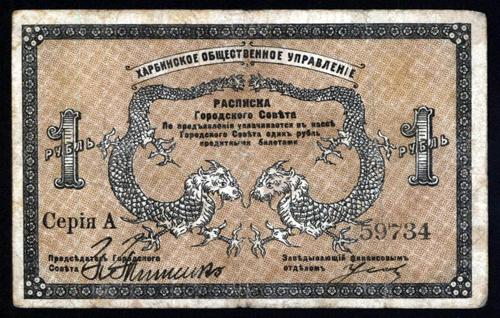 ХАРБИНСКОЕ ОБЩЕСТВЕННОЕ УПРАВЛЕНІЕ
РАСПИСКА
Городского Совѣта
По предъявленіи уплачивается въ кассѣ
Городского Совѣта одинъ рубль
кредитными билетами
1 РУБЛЬ
1 РУБЛЬ
Серія А
59734
Предсѣдатель Городского
Совѣта
Завѣдывающій финансовымъ
отдѣломъ